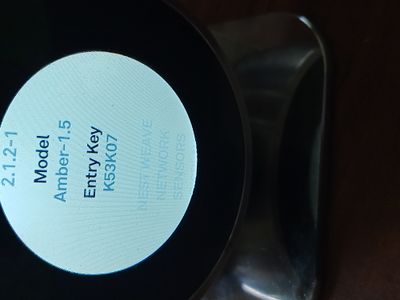 2.1.2-1
Model
Amber-1.5
Entry Key
K53K07
NEST WEAVE
NETWORK
SENSORS